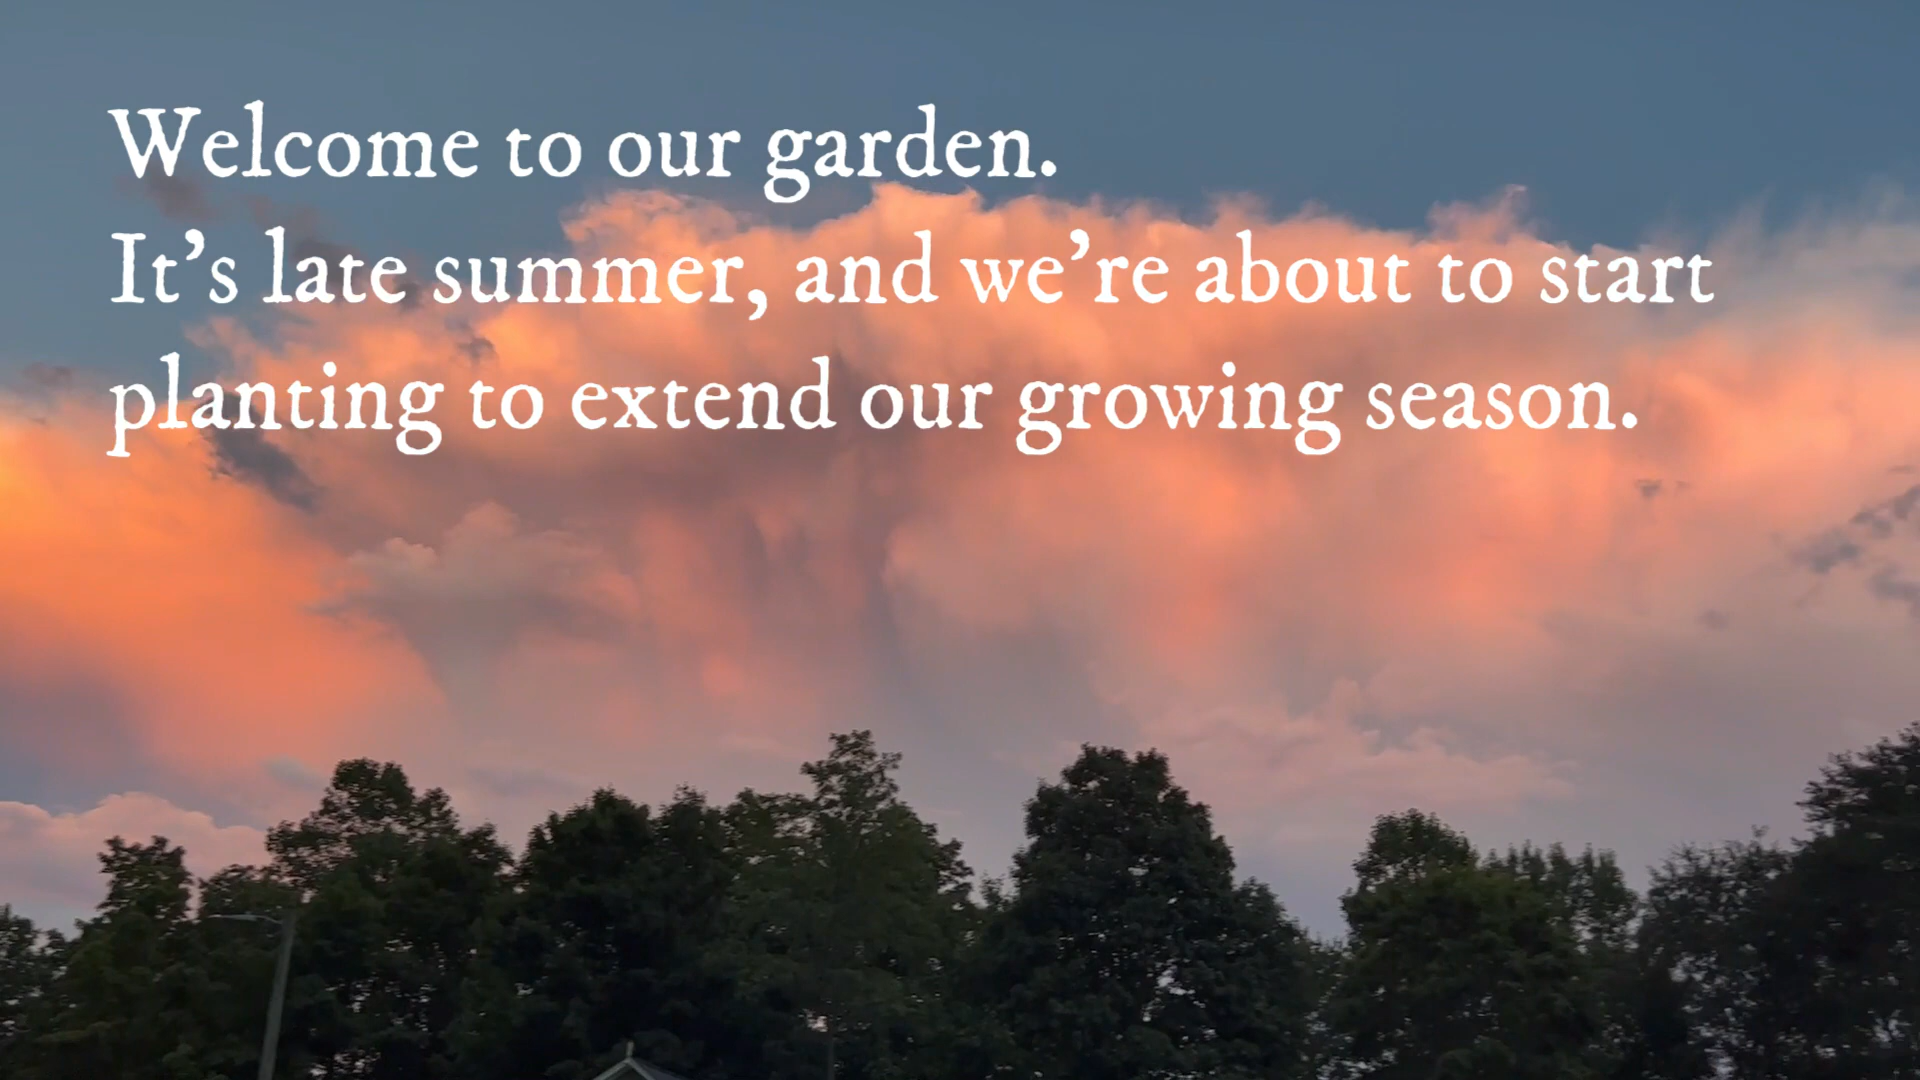 Welcome to our garden.
It’s late summer, and we’re about to start
planting to extend our growing season.